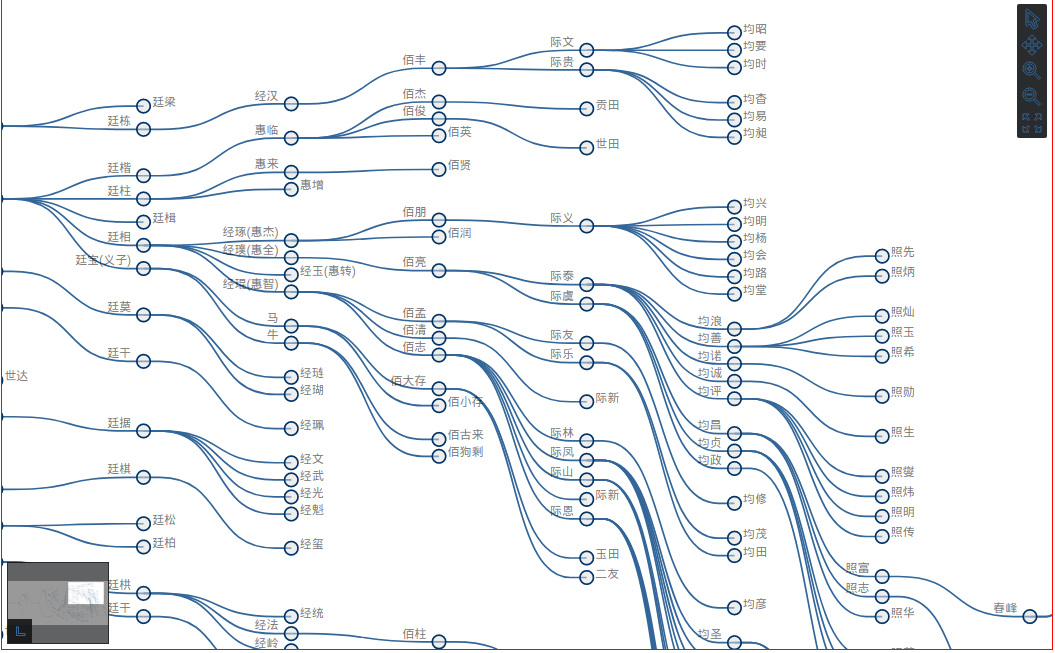 廷梁
廷栋
廷楷
廷柱
廷楫
廷相
廷宝(义子)
廷莫
廷干
世达
廷据
廷棋
廷松
廷柏
廷栱
廷干
经汉
惠临
惠来
惠增
经琢(惠杰)
经璞(惠全)
经玉(惠转)
经琨(惠智)
马
牛
经琏
经瑚
经珮
经文
经武
经光
经魁
经玺
经统
经法
经岭
佰丰
佰杰
佰俊
佰英
佰贤
佰朋
佰润
佰亮
佰孟
佰清
佰志
佰大存
佰小存
佰古来
佰狗剩
佰柱
际文
际贵
贡田
世田
际义
际泰
际虞
际友
际乐
际新
际林
际凤
际山
际新
际恩
玉田
二友
均昭
均要
均时
均杳
均易
均昶
均兴
均明
均杨
均会
均路
均堂
均浪
均善
均诺
均诚
均评
均昌
均贞
均政
均修
均茂
均田
均彦
均圣
照先
照炳
照灿
照玉
照希
照勋
照生
照燮
照炜
照明
照传
照富
照志
照华
春峰